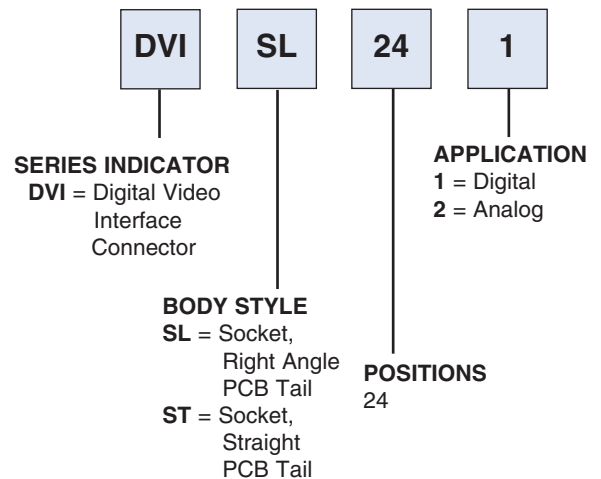 DVI SL 24 1
SERIES INDICATOR
DVI = Digital Video
Interface
Connector
BODY STYLE
SL = Socket,
Right Angle
PCB Tail
ST = Socket,
Straight
PCB Tail
POSITIONS
24
APPLICATION
1 = Digital
2 = Analog